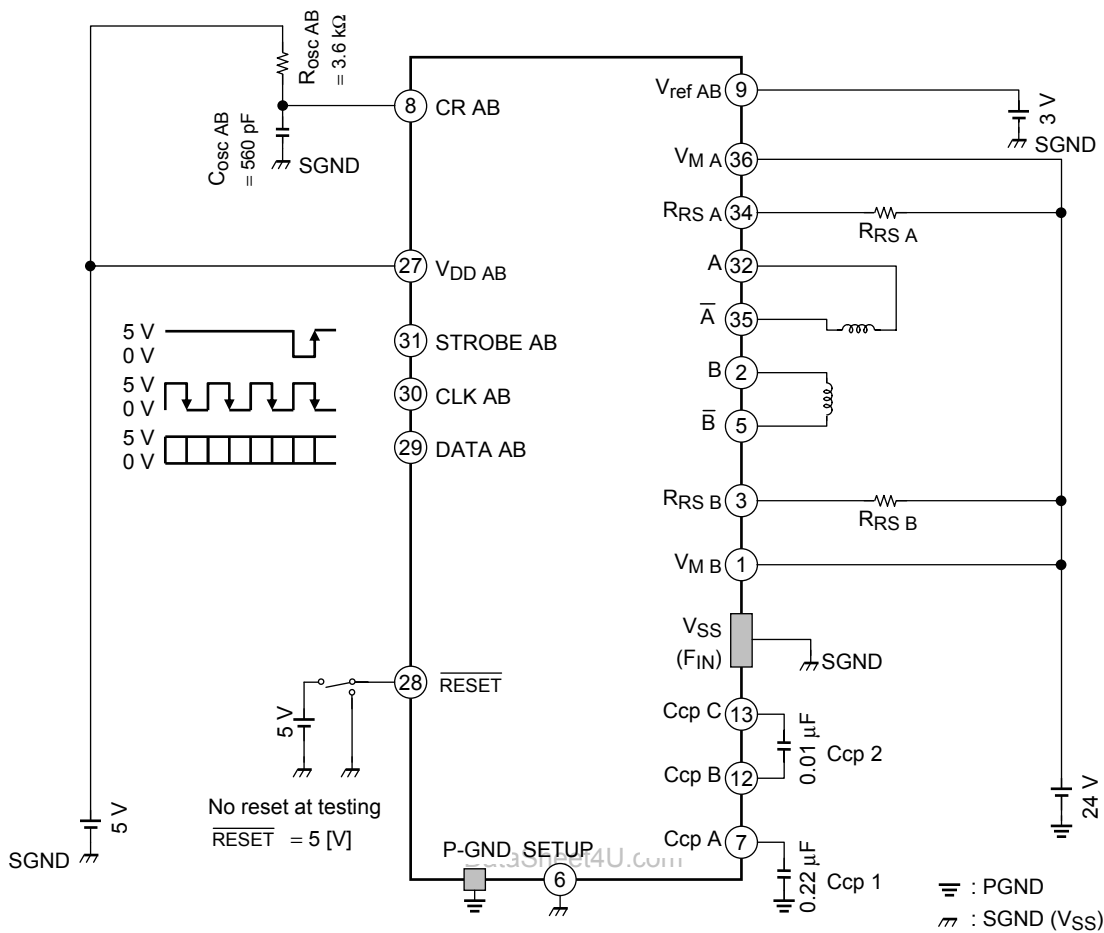 Rosc AB
= 3.6 kΩ
Cosc AB
= 560 pF
SGND
8 CR AB
27 VDD AB
5 V
0 V
31 STROBE AB
5 V
0 V
30 CLK AB
5 V
0 V
29 DATA AB
28 RESET
5 V
No reset at testing
RESET = 5 [V]
5 V
SGND
P-GND SETUP
6
DataSheet4U.com
Vref AB 9
3 V
SGND
VM A 36
RRS A 34
RRS A
A 32
A 35
B 2
B 5
RRS B 3
RRS B
VM B 1
VSS
(FIN)
SGND
Ccp C 13
0.01 µF
Ccp 2
Ccp B 12
24 V
Ccp A 7
0.22 µF
Ccp 1
: PGND
: SGND (VSS)